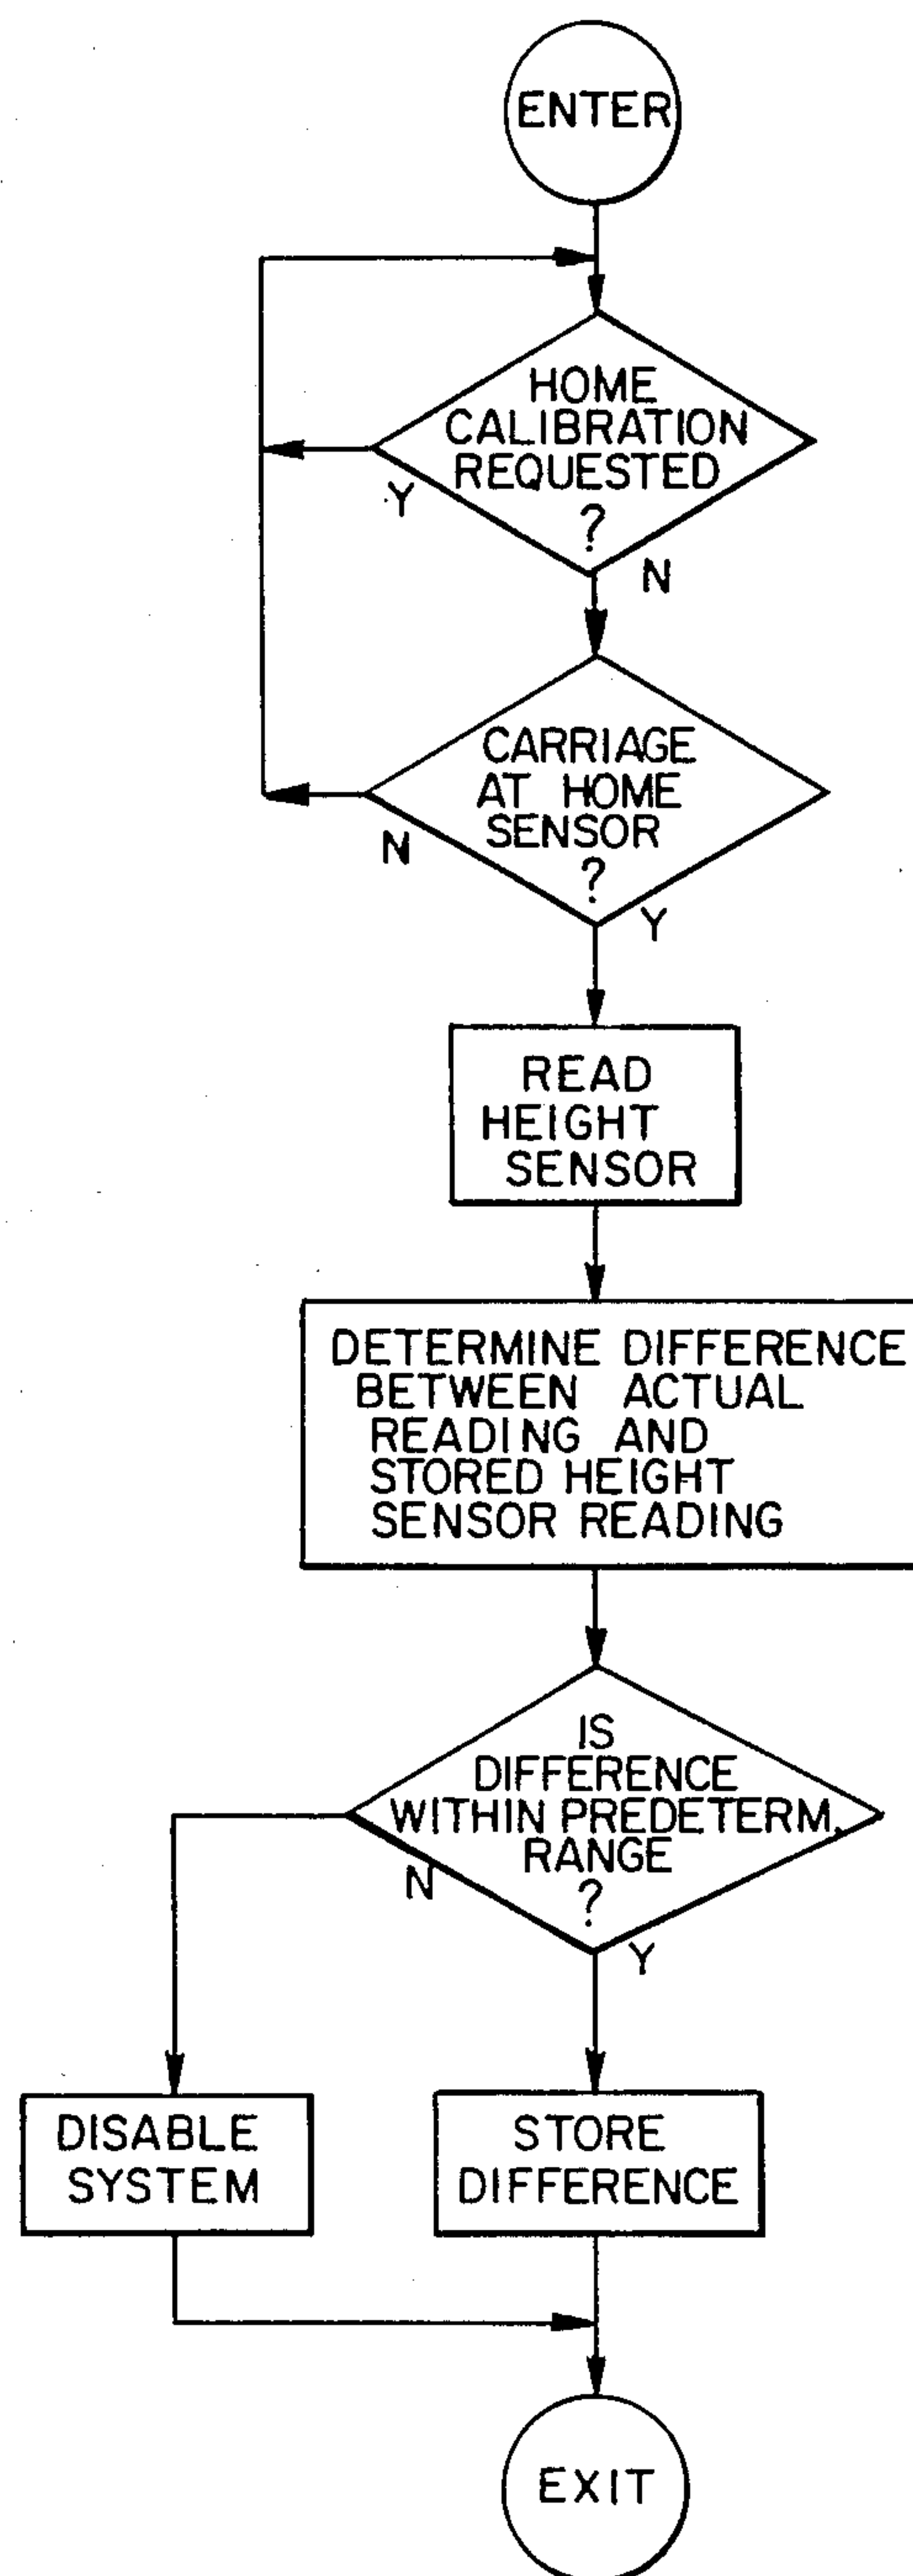 ENTER
HOME
CALIBRATION
REQUESTED
?
Y
N
CARRIAGE
AT HOME
SENSOR
?
N
Y
READ
HEIGHT
SENSOR
DETERMINE DIFFERENCE
BETWEEN ACTUAL
READING AND
STORED HEIGHT
SENSOR READING
IS
DIFFERENCE
WITHIN PREDETERM.
RANGE
?
N
Y
DISABLE
SYSTEM
STORE
DIFFERENCE
EXIT